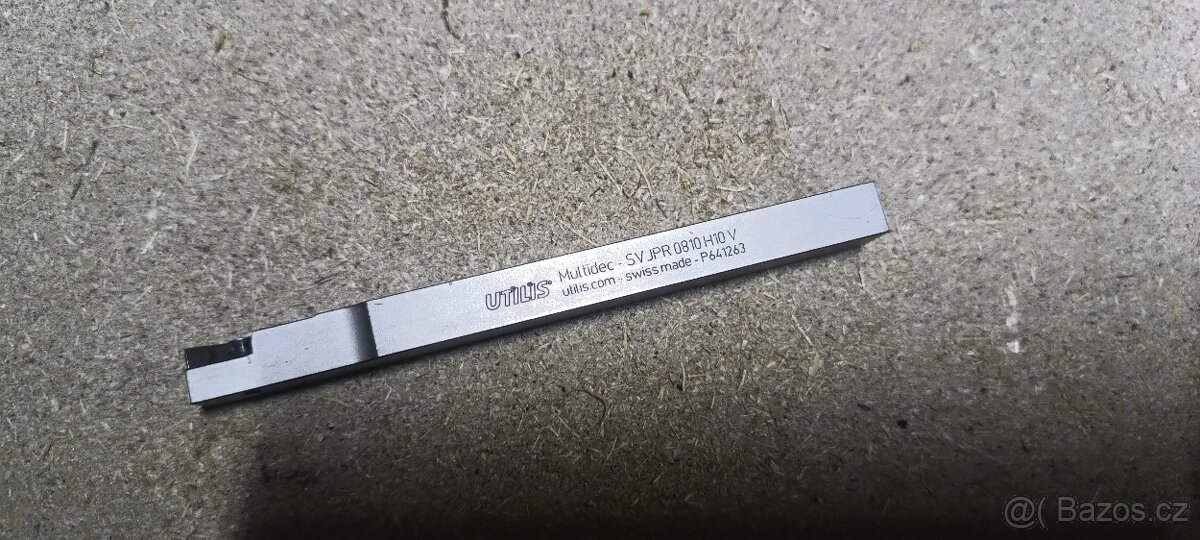 UTILIS® Multidec - SVJPR 0810 H10 V
utilis.com - swiss made - P641263
@( Bazos.cz